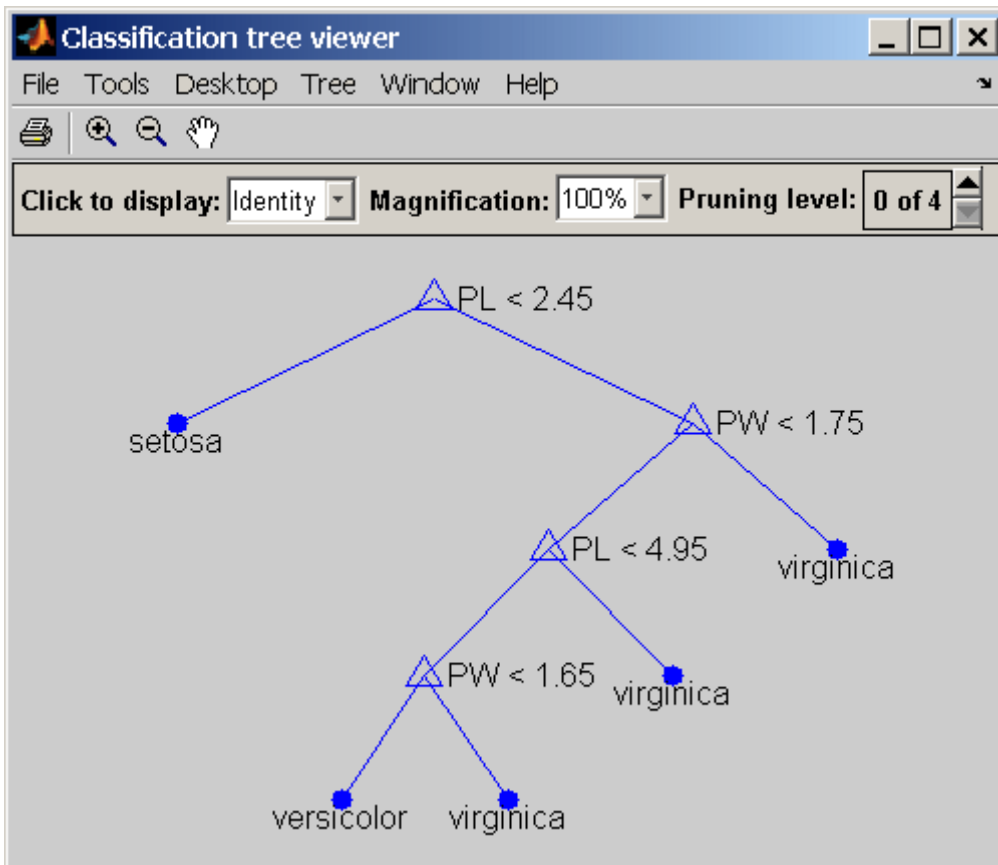 Classification tree viewer
File Tools Desktop Tree Window Help
Click to display: Identity Magnification: 100% Pruning level: 0 of 4
PL < 2.45
setosa
PW < 1.75
PL < 4.95
virginica
PW < 1.65
virginica
versicolor virginica